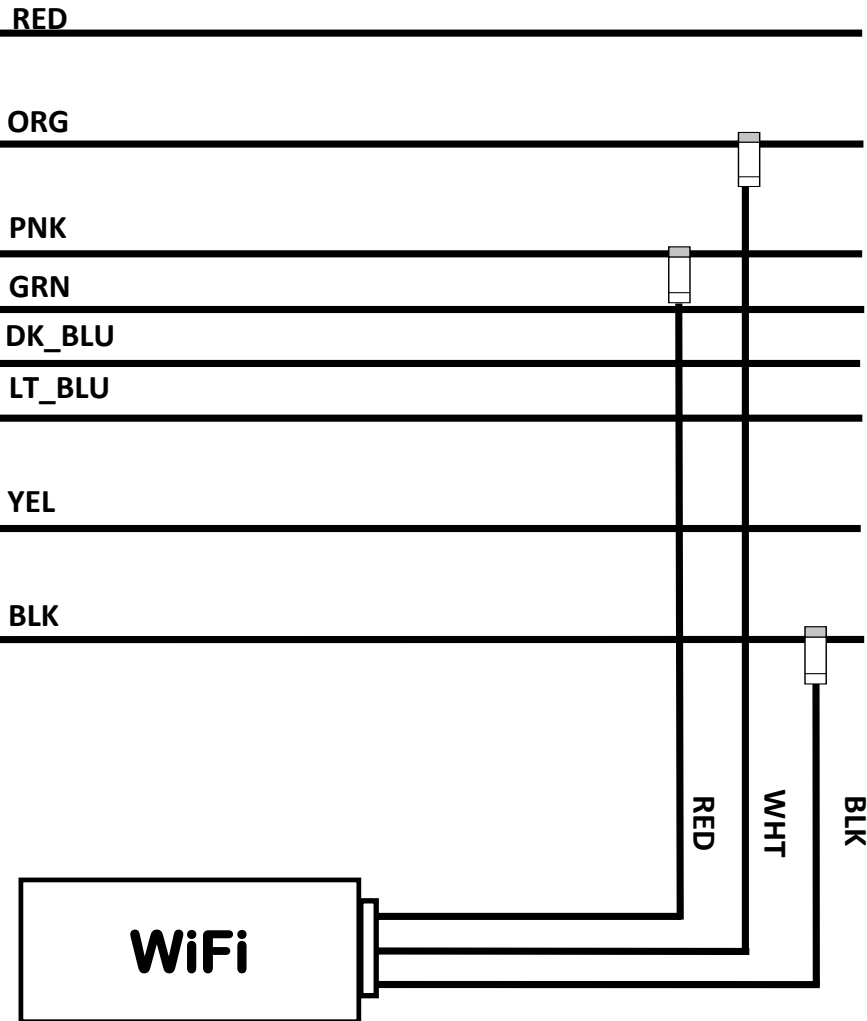 RED
ORG
PNK
GRN
DK_BLU
LT_BLU
YEL
BLK
RED
WHT
BLK
WiFi